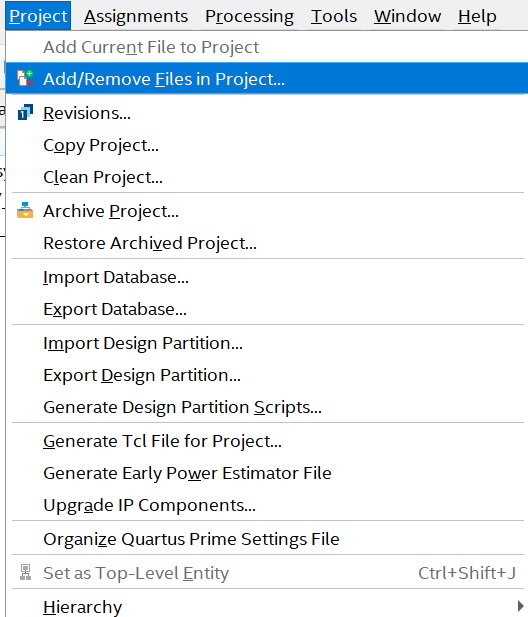 Project Assignments Processing Tools Window Help
Add Current File to Project
Add/Remove Files in Project...
Revisions...
Copy Project...
Clean Project...
Archive Project...
Restore Archived Project...
Import Database...
Export Database...
Import Design Partition...
Export Design Partition...
Generate Design Partition Scripts...
Generate Tcl File for Project...
Generate Early Power Estimator File
Upgrade IP Components...
Organize Quartus Prime Settings File
Set as Top-Level Entity Ctrl+Shift+J
Hierarchy